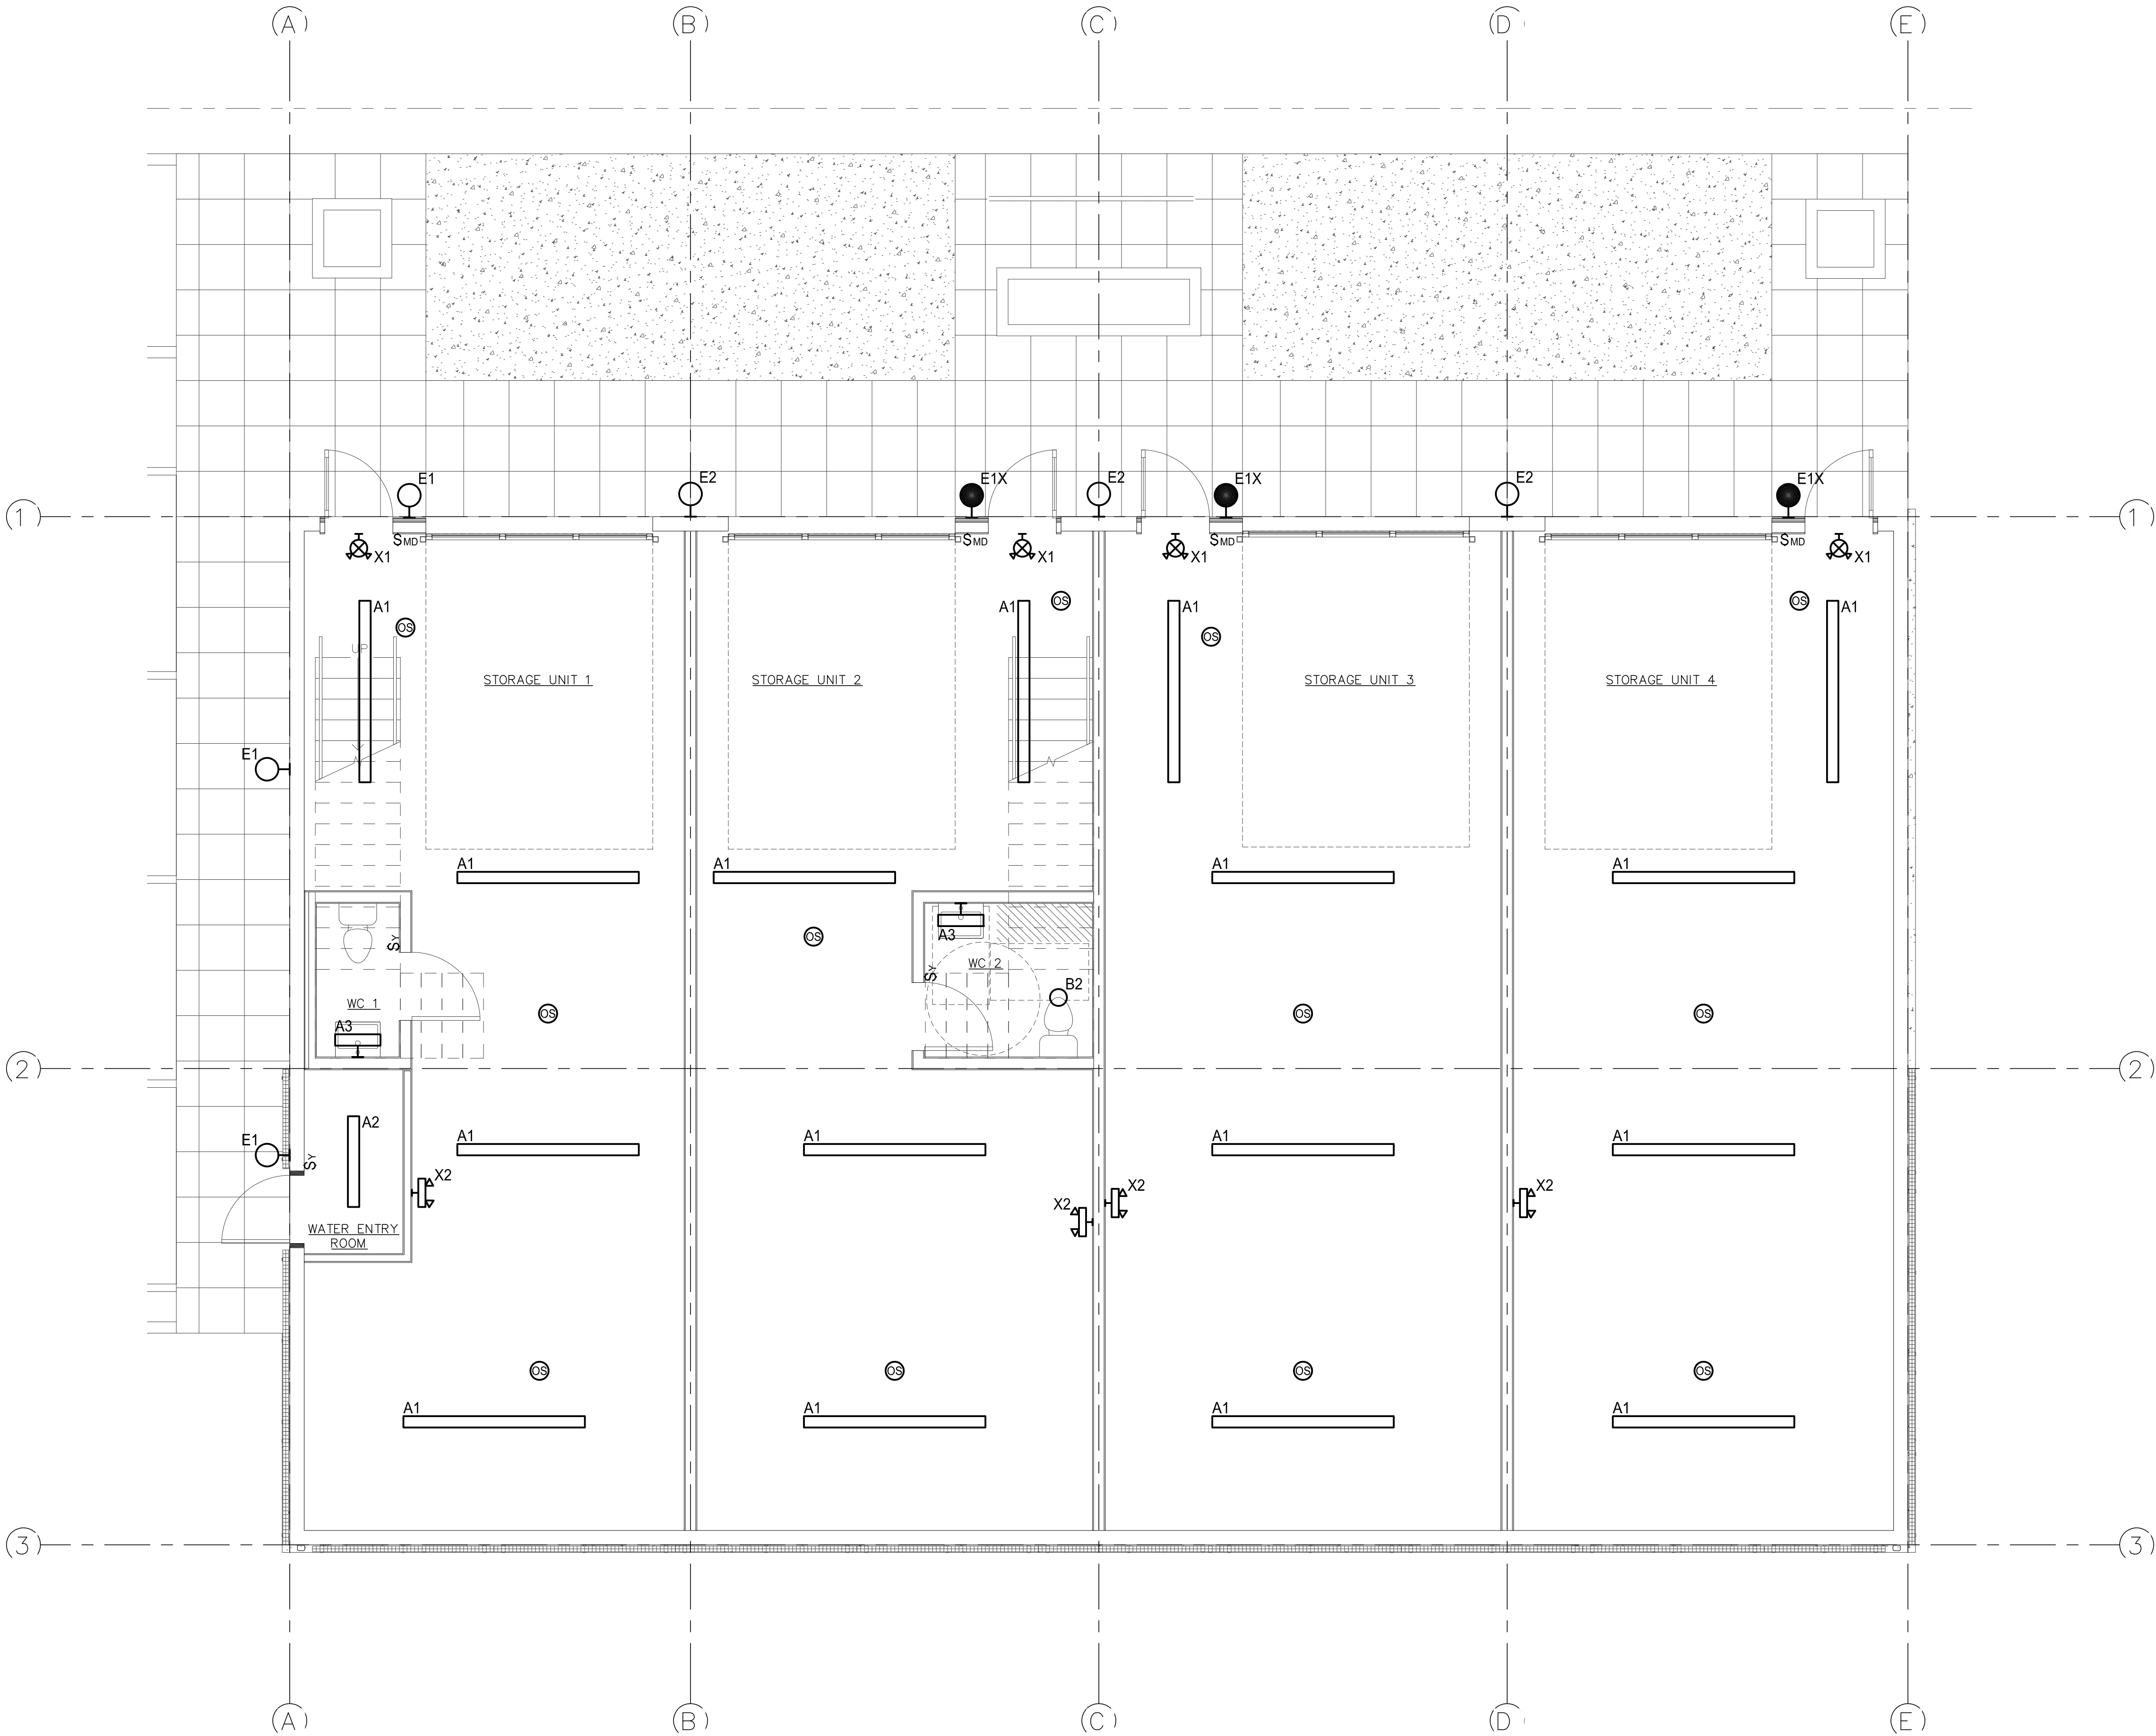 A B C D E
E1 E2 E1X E2 E1X E2 E1X
1 1
SMD SMD SMD SMD
X1 X1 X1 X1
A1 A1 A1 A1
OS OS OS OS
UP
STORAGE UNIT 1 STORAGE UNIT 2 STORAGE UNIT 3 STORAGE UNIT 4
E1
A1 A1 A1 A1
A3
OS
SY
SY
WC 2
B2
WC 1
OS OS OS
A3
2 2
A2
E1
A1 A1 A1 A1
SY
X2 X2 X2 X2
WATER ENTRY
ROOM
OS OS OS OS
A1 A1 A1 A1
3 3
A B C D E